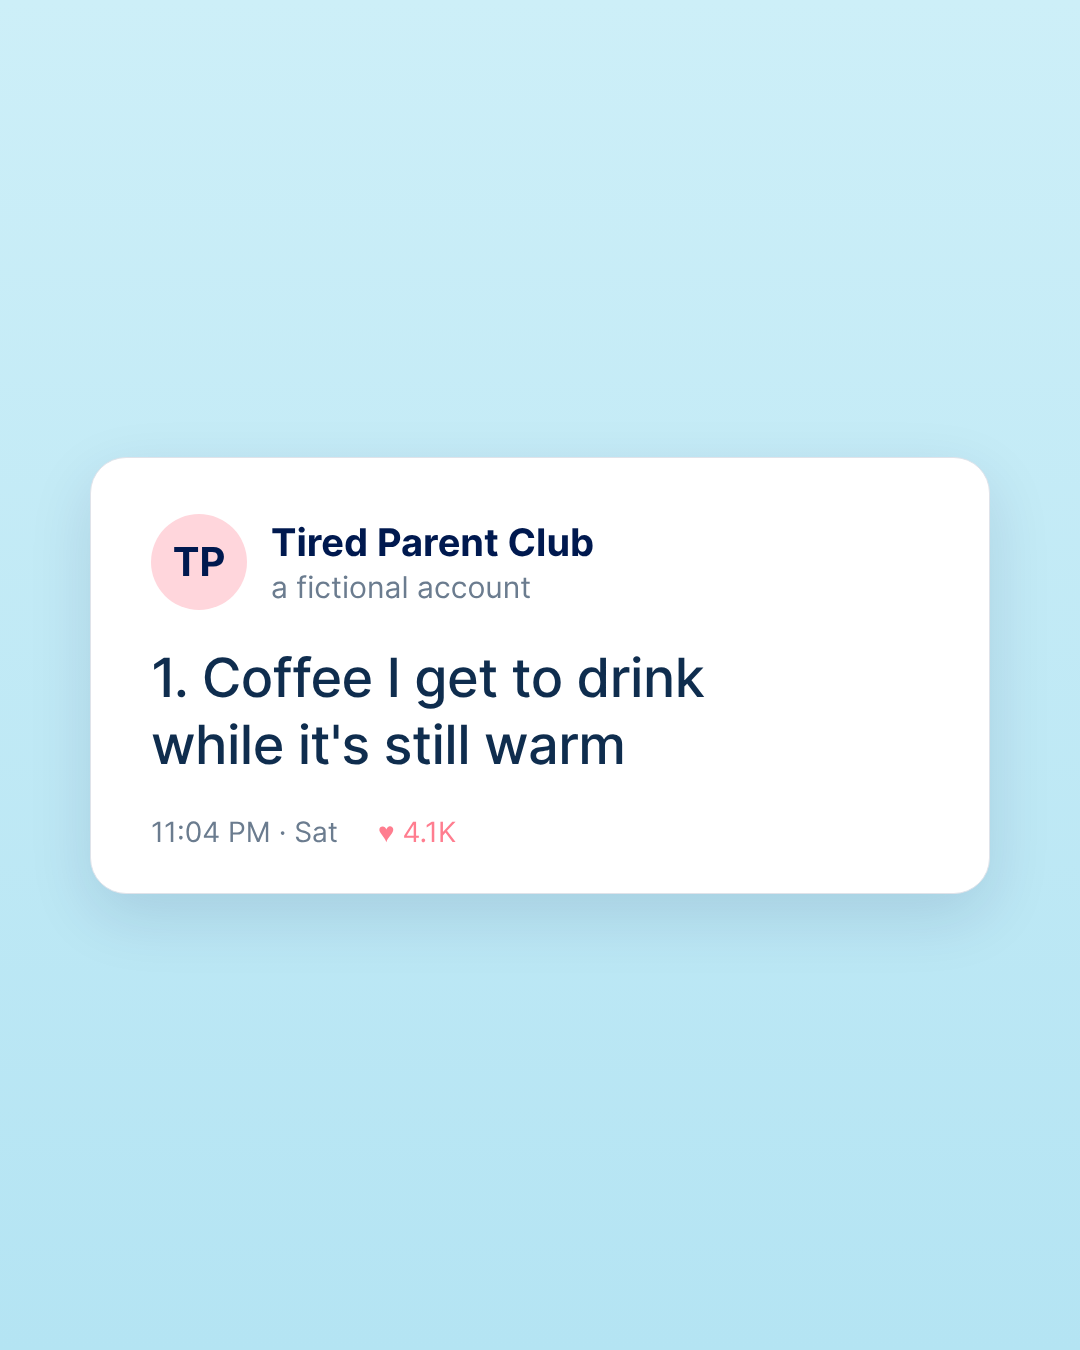 TP
Tired Parent Club
a fictional account
1. Coffee I get to drink
while it's still warm
11:04 PM · Sat ♥ 4.1K